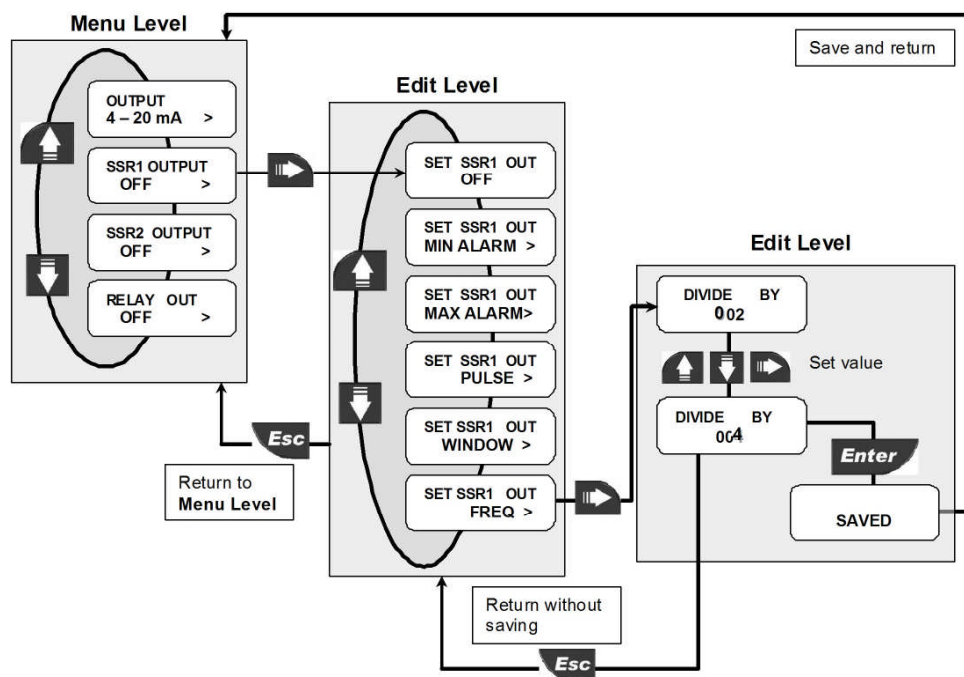 Menu Level
OUTPUT
4 – 20 mA >
SSR1 OUTPUT
OFF >
SSR2 OUTPUT
OFF >
RELAY OUT
OFF >
Esc
Return to
Menu Level
Edit Level
SET SSR1 OUT
OFF
SET SSR1 OUT
MIN ALARM >
SET SSR1 OUT
MAX ALARM>
SET SSR1 OUT
PULSE >
SET SSR1 OUT
WINDOW >
SET SSR1 OUT
FREQ >
Return without
saving
Esc
Save and return
Edit Level
DIVIDE BY
002
Set value
DIVIDE BY
004
Enter
SAVED